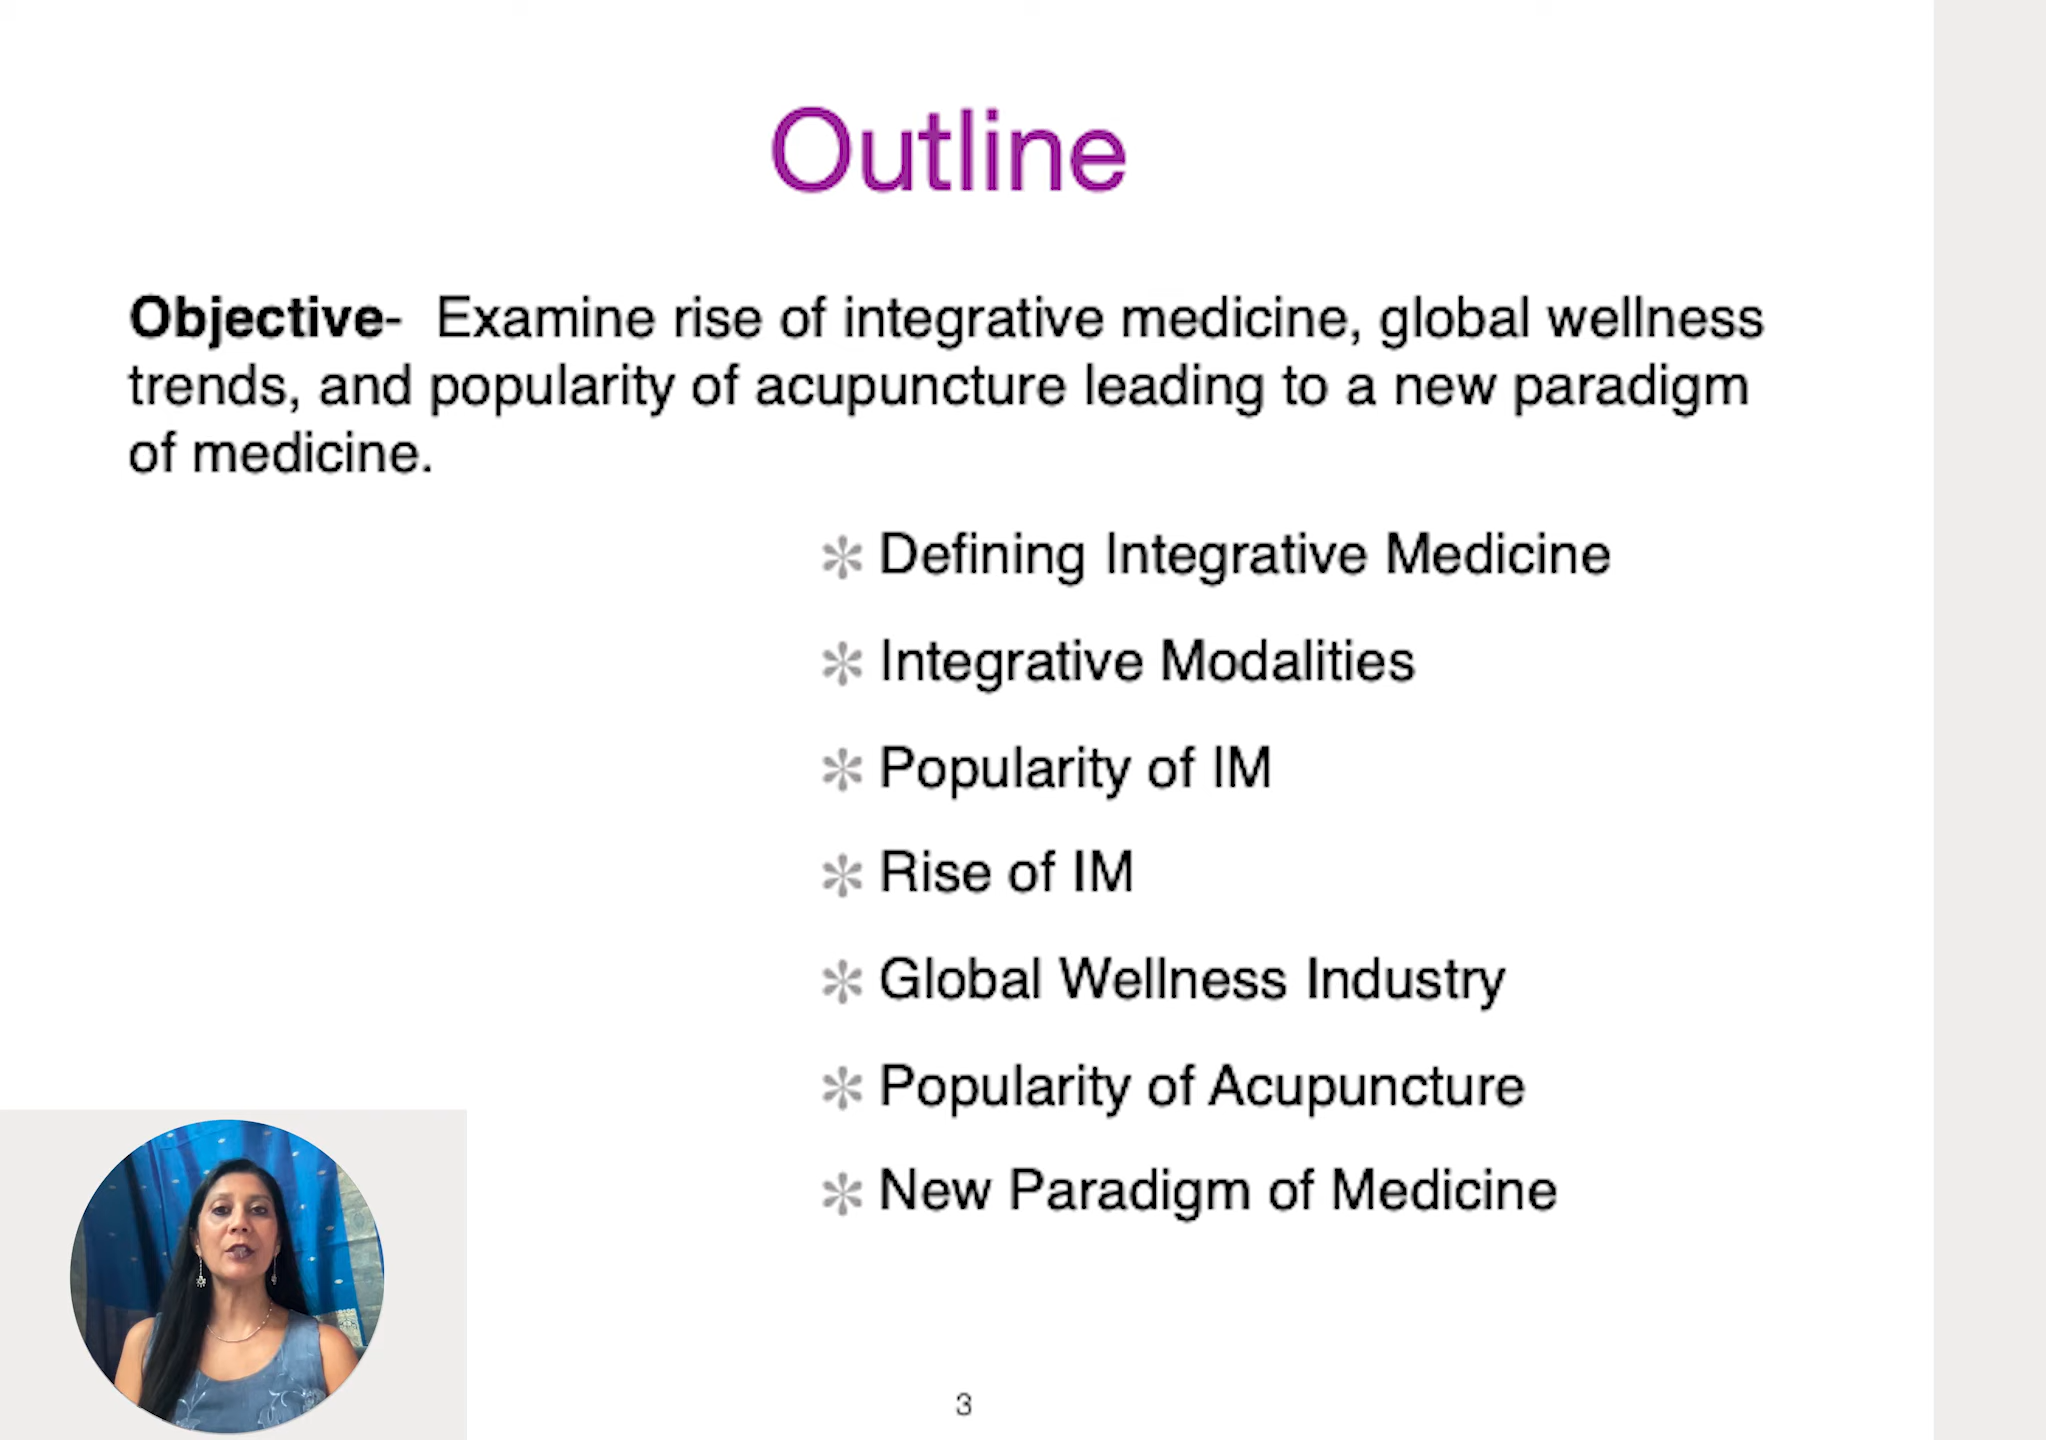 Outline
Objective-  Examine rise of integrative medicine, global wellness
trends, and popularity of acupuncture leading to a new paradigm
of medicine.
✼ Defining Integrative Medicine
✼ Integrative Modalities
✼ Popularity of IM
✼ Rise of IM
✼ Global Wellness Industry
✼ Popularity of Acupuncture
✼ New Paradigm of Medicine
3